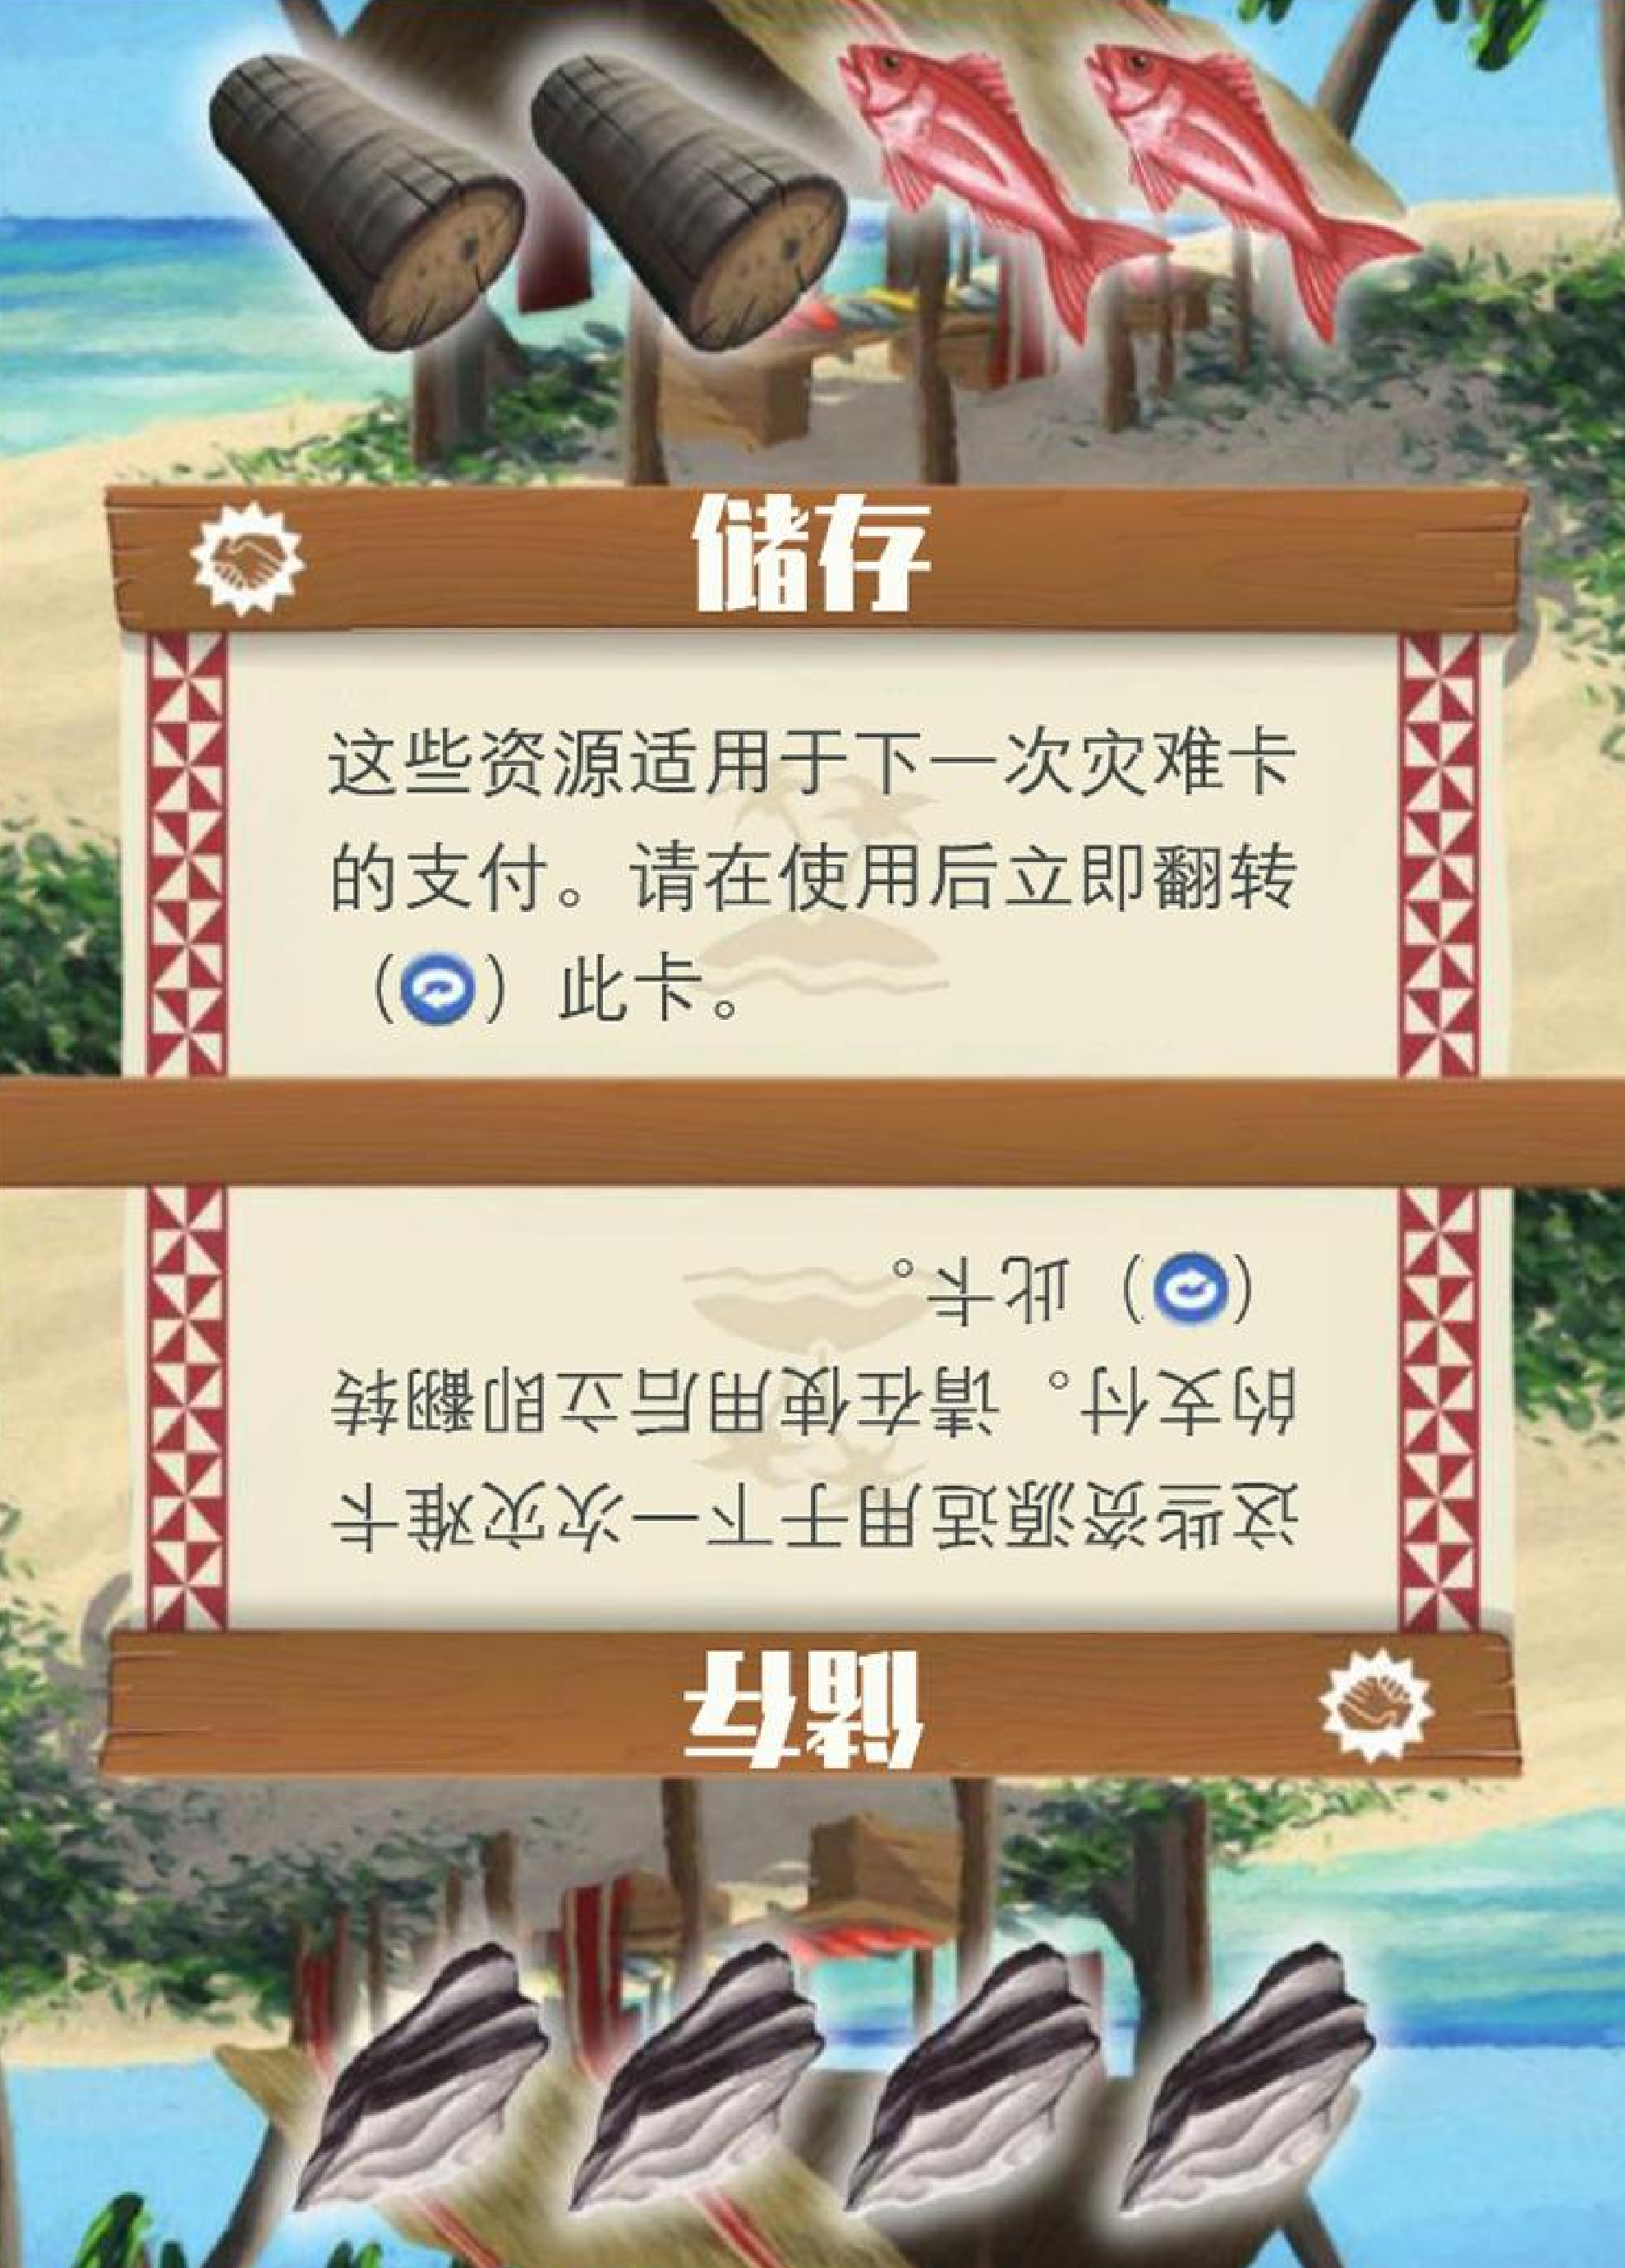 储存
这些资源适用于下一次灾难卡
的支付。请在使用后立即翻转
（）此卡。
储存
这些资源适用于下一次灾难卡
的支付。请在使用后立即翻转
（）此卡。